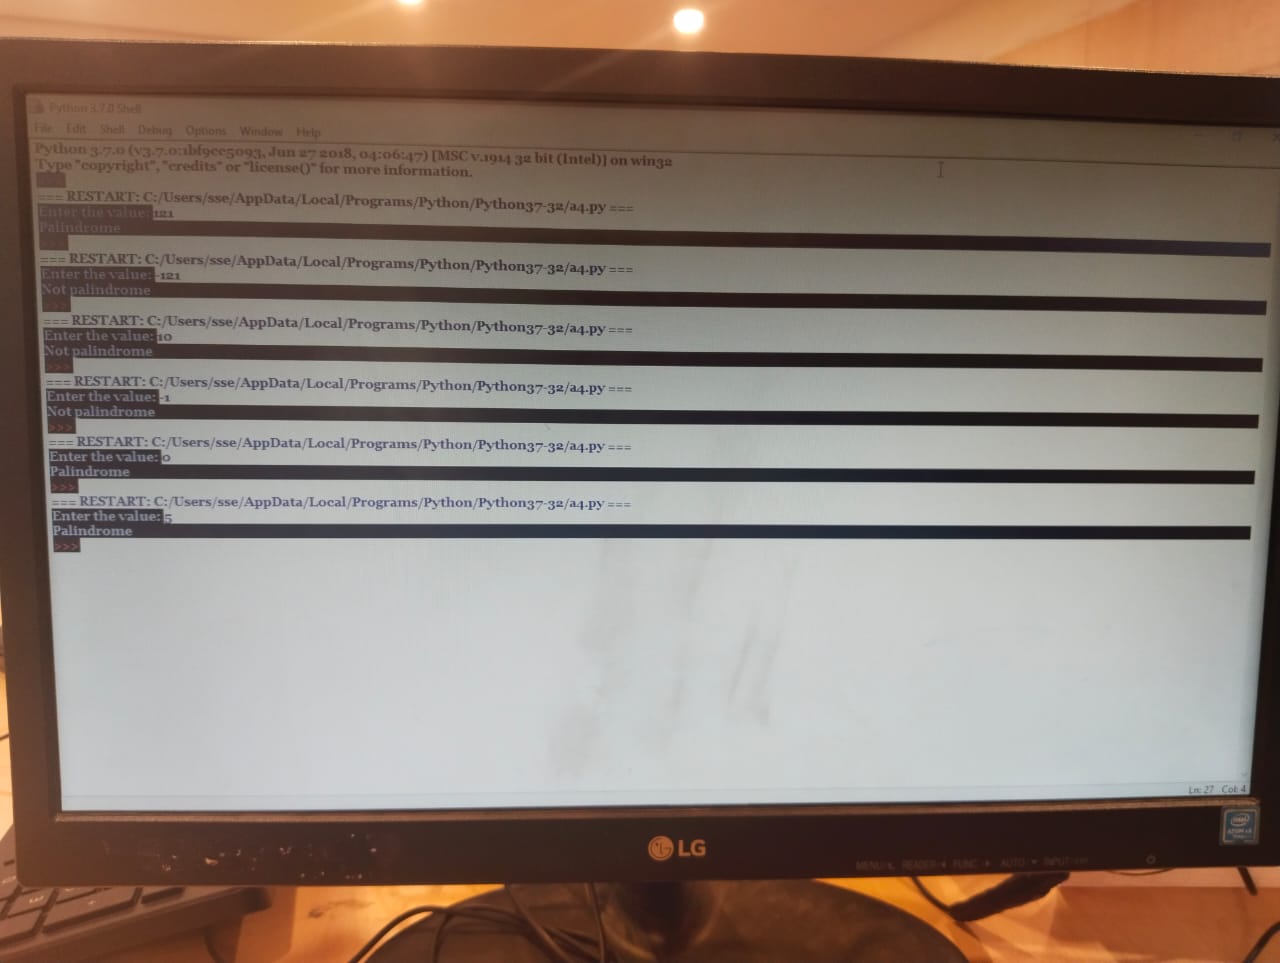 Python 3.7.0 Shell
File Edit Shell Debug Options Window Help
Python 3.7.0 (v3.7.0:1bf9cc5093, Jun 27 2018, 04:06:47) [MSC v.1914 32 bit (Intel)] on win32
Type "copyright", "credits" or "license()" for more information.
>>>
=== RESTART: C:/Users/sse/AppData/Local/Programs/Python/Python37-32/a4.py ===
Enter the value: 121
Palindrome
>>>
=== RESTART: C:/Users/sse/AppData/Local/Programs/Python/Python37-32/a4.py ===
Enter the value: -121
Not palindrome
>>>
=== RESTART: C:/Users/sse/AppData/Local/Programs/Python/Python37-32/a4.py ===
Enter the value: 10
Not palindrome
>>>
=== RESTART: C:/Users/sse/AppData/Local/Programs/Python/Python37-32/a4.py ===
Enter the value: -1
Not palindrome
>>>
=== RESTART: C:/Users/sse/AppData/Local/Programs/Python/Python37-32/a4.py ===
Enter the value: 0
Palindrome
>>>
=== RESTART: C:/Users/sse/AppData/Local/Programs/Python/Python37-32/a4.py ===
Enter the value: 5
Palindrome
>>>
Ln: 27 Col: 4
LG
MENU READER FUNC AUTO INPUT